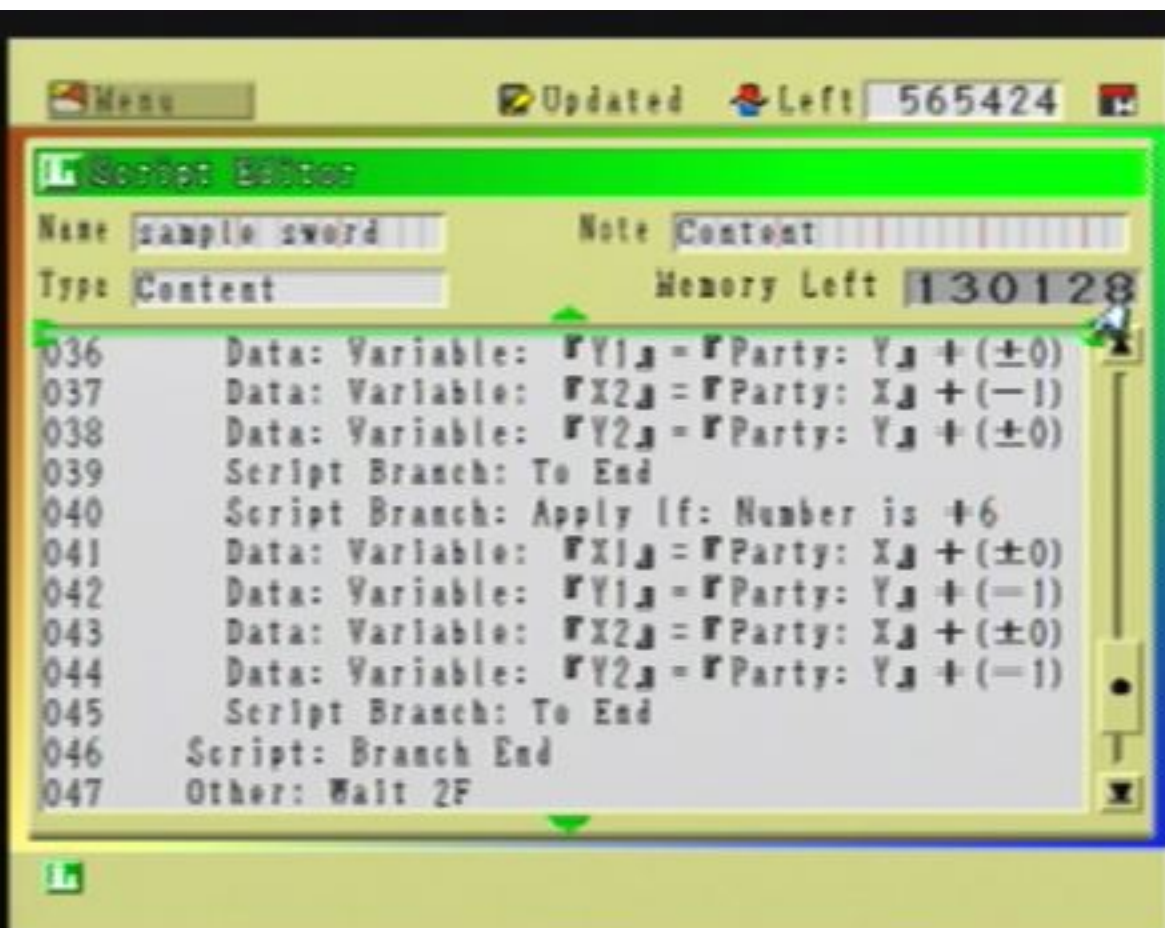 Menu Updated Left 565424
Script Editor
Name sample sword Note Content
Type Content Memory Left 130128
036 Data: Variable: 『Y1』=『Party: Y』+(±0)
037 Data: Variable: 『X2』=『Party: X』+(−1)
038 Data: Variable: 『Y2』=『Party: Y』+(±0)
039 Script Branch: To End
040 Script Branch: Apply If: Number is +6
041 Data: Variable: 『X1』=『Party: X』+(±0)
042 Data: Variable: 『Y1』=『Party: Y』+(−1)
043 Data: Variable: 『X2』=『Party: X』+(±0)
044 Data: Variable: 『Y2』=『Party: Y』+(−1)
045 Script Branch: To End
046 Script: Branch End
047 Other: Wait 2F